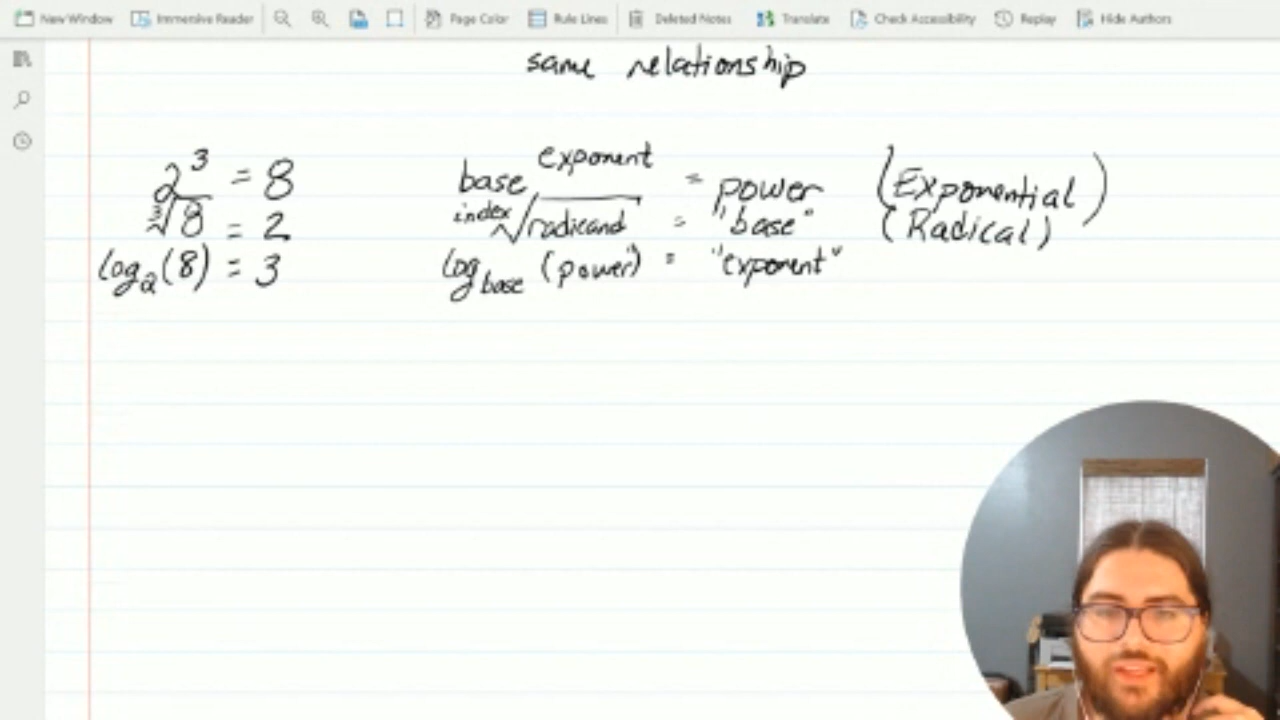 New Window Immersive Reader Page Color Rule Lines Deleted Notes Translate Check Accessibility Replay Hide Authors
same relationship
2³ = 8 base^exponent = power (Exponential)
∛8 = 2 index√radicand = "base" (Radical)
log₂(8) = 3 log_base (power) = "exponent"